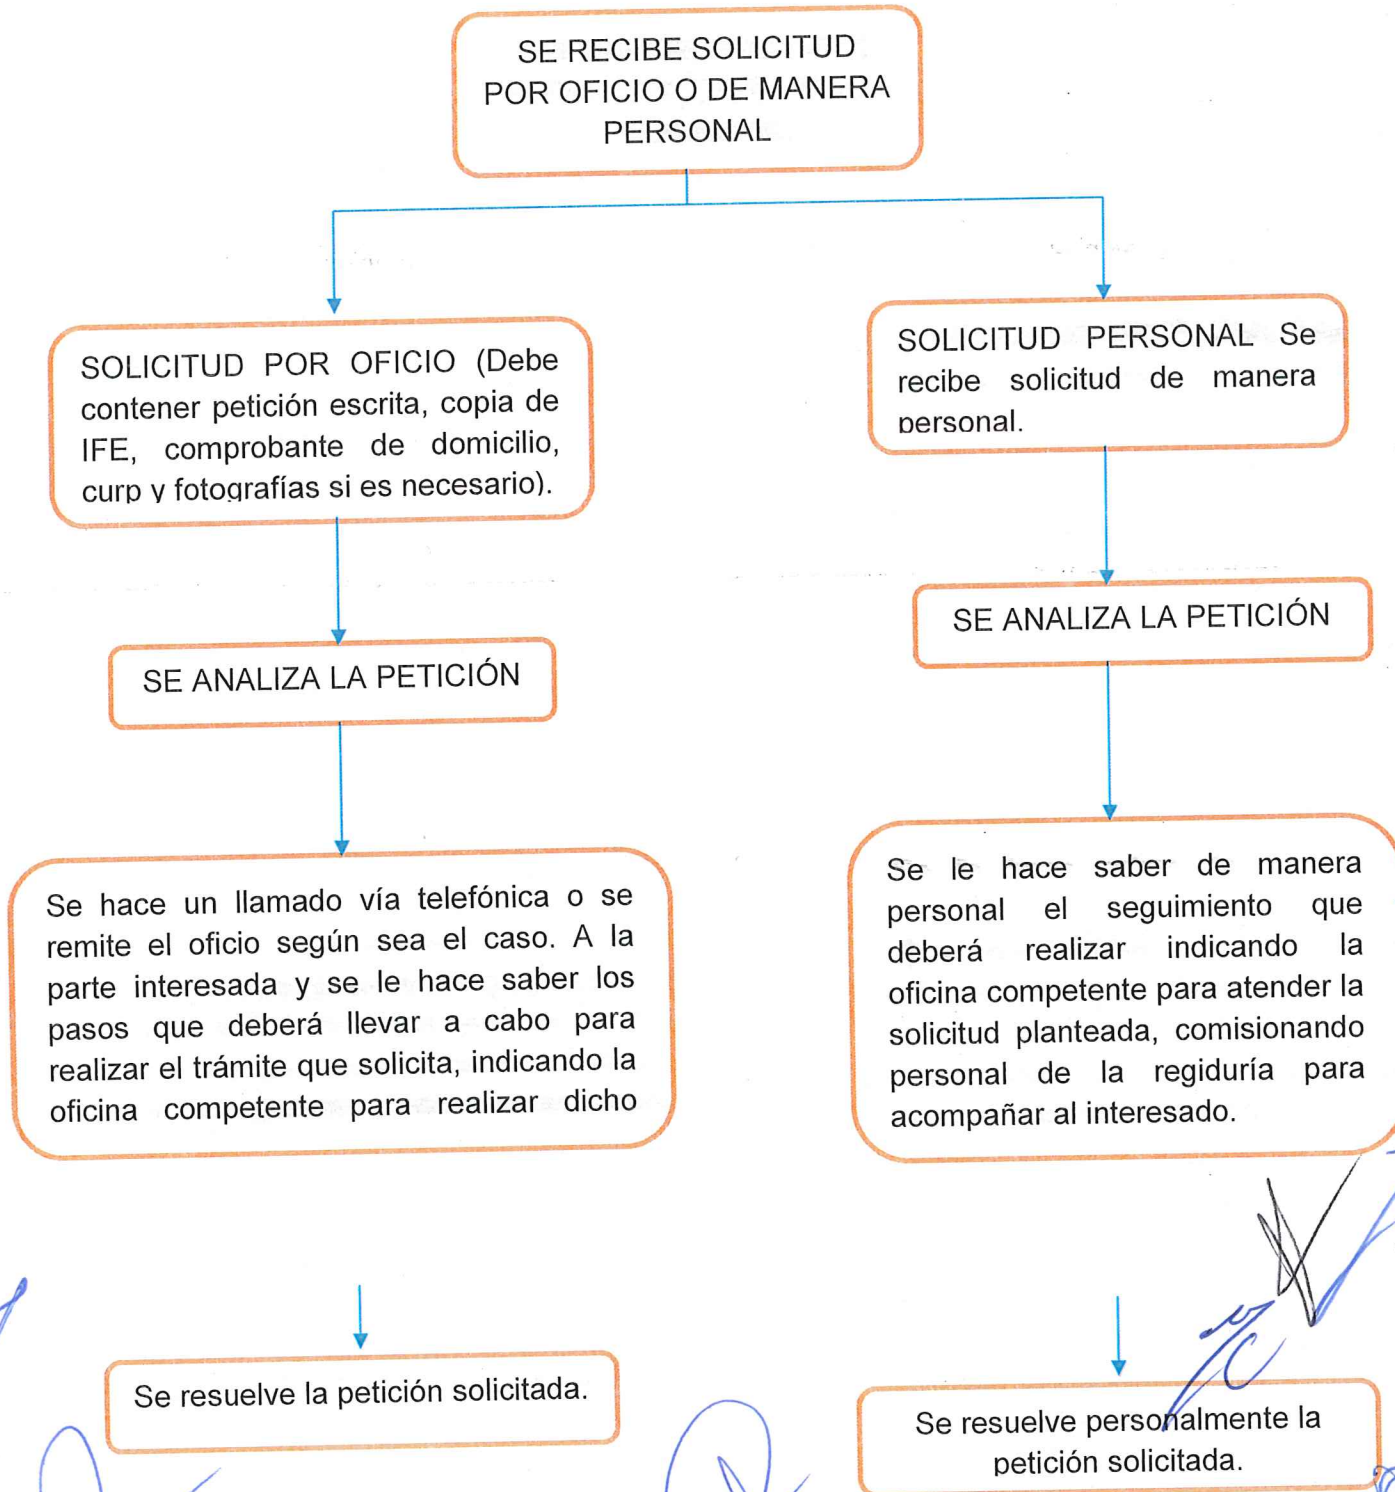 SE RECIBE SOLICITUD
POR OFICIO O DE MANERA
PERSONAL
SOLICITUD POR OFICIO (Debe
contener petición escrita, copia de
IFE, comprobante de domicilio,
curp y fotografías si es necesario).
SE ANALIZA LA PETICIÓN
Se hace un llamado vía telefónica o se
remite el oficio según sea el caso. A la
parte interesada y se le hace saber los
pasos que deberá llevar a cabo para
realizar el trámite que solicita, indicando la
oficina competente para realizar dicho
Se resuelve la petición solicitada.
SOLICITUD PERSONAL Se
recibe solicitud de manera
personal.
SE ANALIZA LA PETICIÓN
Se le hace saber de manera
personal el seguimiento que
deberá realizar indicando la
oficina competente para atender la
solicitud planteada, comisionando
personal de la regiduría para
acompañar al interesado.
Se resuelve personalmente la
petición solicitada.